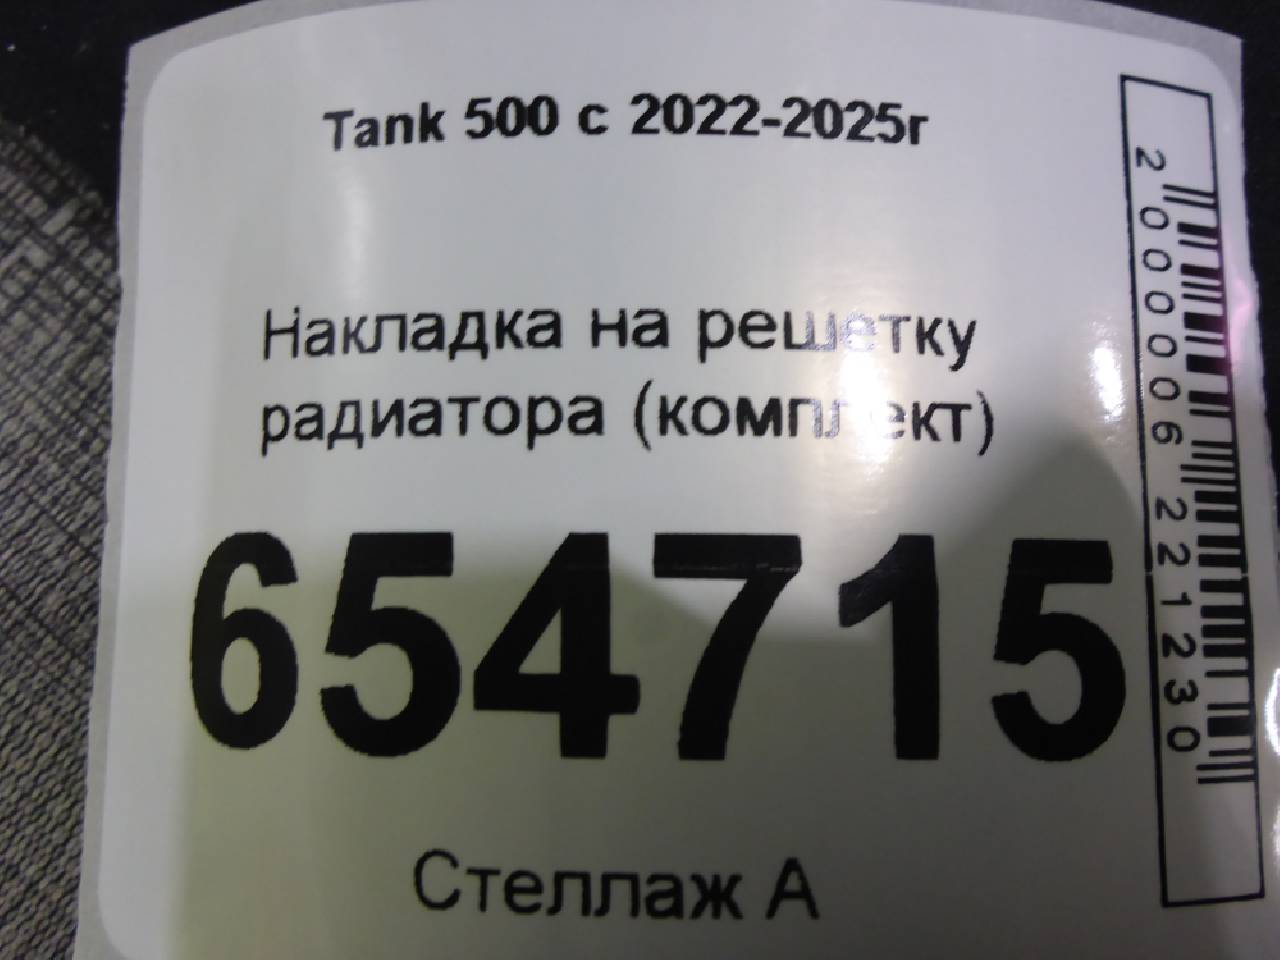 Tank 500 с 2022-2025г
Накладка на решетку
радиатора (комплект)
654715
Стеллаж А
2000006221230